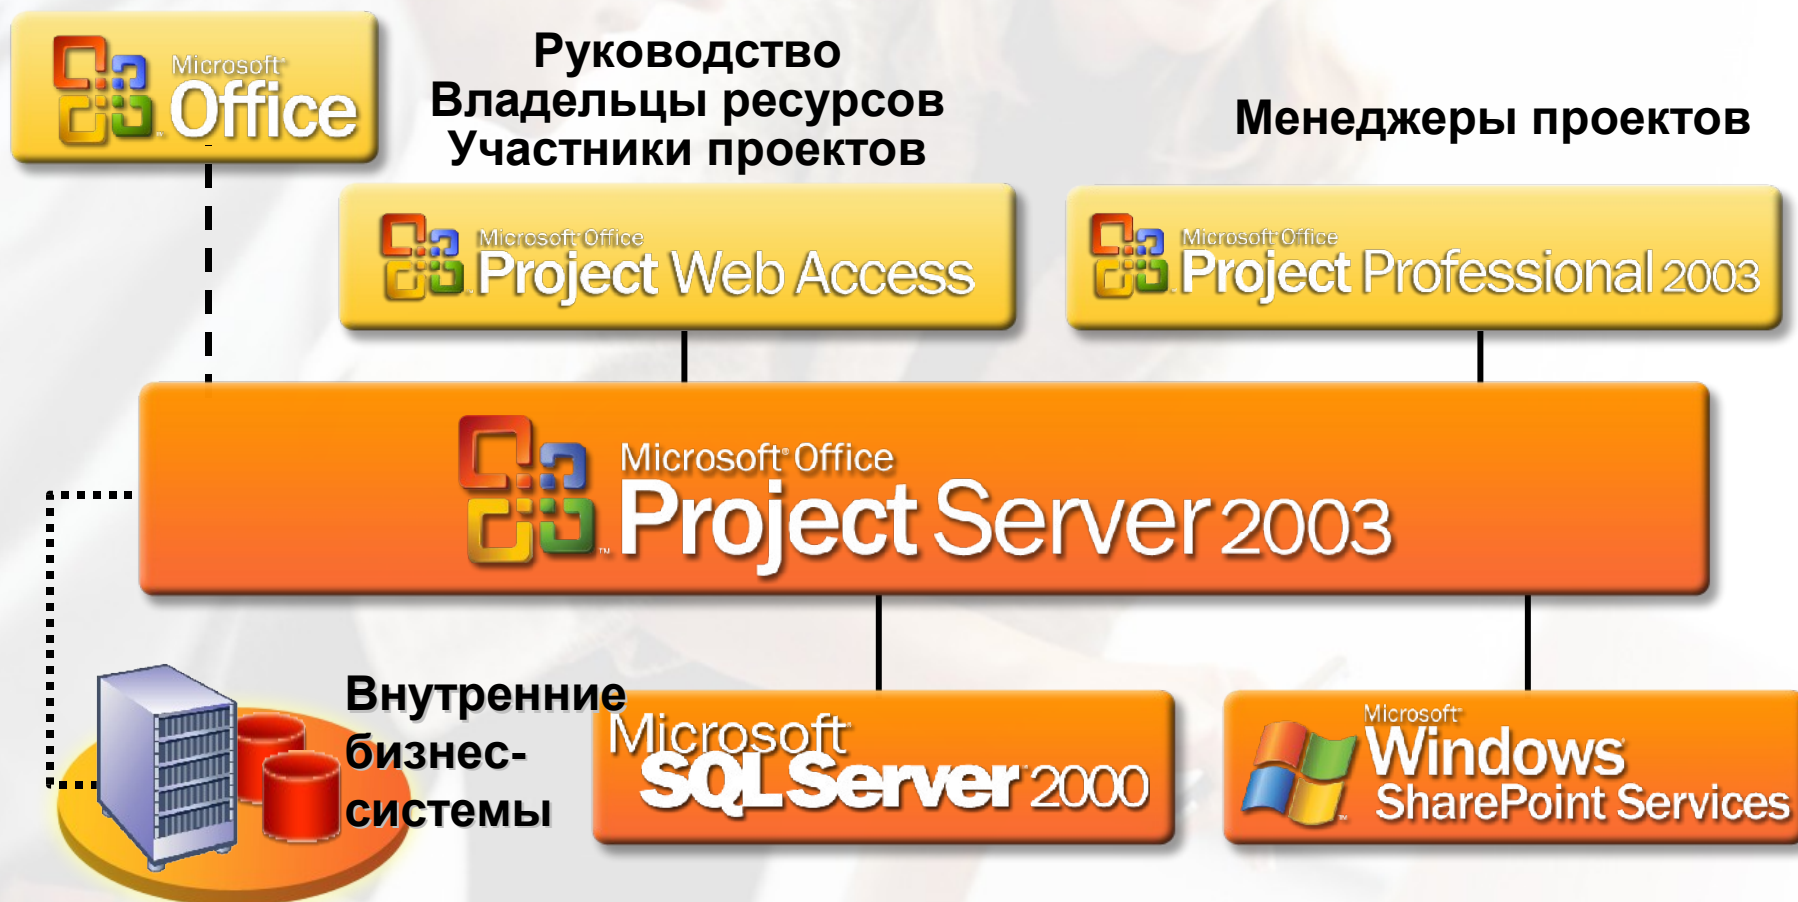 Microsoft®
Office
Руководство
Владельцы ресурсов
Участники проектов
Менеджеры проектов
Microsoft® Office
Project Web Access
Microsoft® Office
Project Professional 2003
Microsoft® Office
Project Server 2003
Внутренние
бизнес-
системы
Microsoft®
SQL Server 2000
Microsoft®
Windows
SharePoint Services